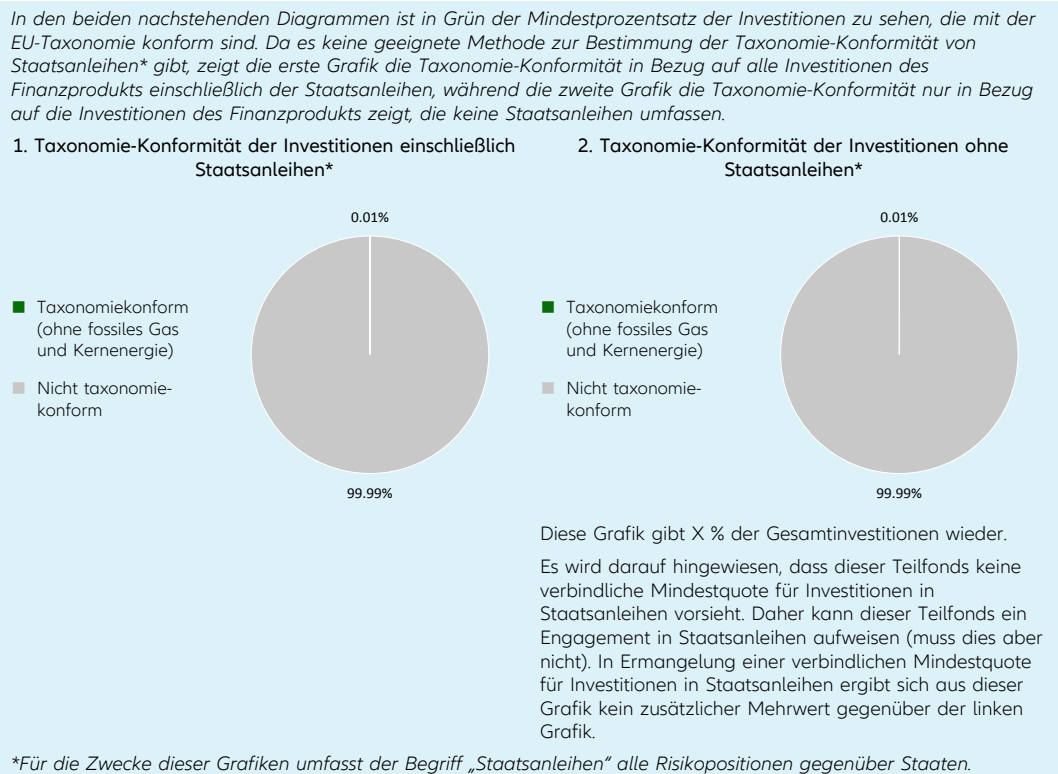 In den beiden nachstehenden Diagrammen ist in Grün der Mindestprozentsatz der Investitionen zu sehen, die mit der
EU-Taxonomie konform sind. Da es keine geeignete Methode zur Bestimmung der Taxonomie-Konformität von
Staatsanleihen* gibt, zeigt die erste Grafik die Taxonomie-Konformität in Bezug auf alle Investitionen des
Finanzprodukts einschließlich der Staatsanleihen, während die zweite Grafik die Taxonomie-Konformität nur in Bezug
auf die Investitionen des Finanzprodukts zeigt, die keine Staatsanleihen umfassen.
1. Taxonomie-Konformität der Investitionen einschließlich
Staatsanleihen*
0.01%
Taxonomiekonform
(ohne fossiles Gas
und Kernenergie)
Nicht taxonomie-
konform
99.99%
2. Taxonomie-Konformität der Investitionen ohne
Staatsanleihen*
0.01%
Taxonomiekonform
(ohne fossiles Gas
und Kernenergie)
Nicht taxonomie-
konform
99.99%
Diese Grafik gibt X % der Gesamtinvestitionen wieder.
Es wird darauf hingewiesen, dass dieser Teilfonds keine
verbindliche Mindestquote für Investitionen in
Staatsanleihen vorsieht. Daher kann dieser Teilfonds ein
Engagement in Staatsanleihen aufweisen (muss dies aber
nicht). In Ermangelung einer verbindlichen Mindestquote
für Investitionen in Staatsanleihen ergibt sich aus dieser
Grafik kein zusätzlicher Mehrwert gegenüber der linken
Grafik.
*Für die Zwecke dieser Grafiken umfasst der Begriff „Staatsanleihen“ alle Risikopositionen gegenüber Staaten.